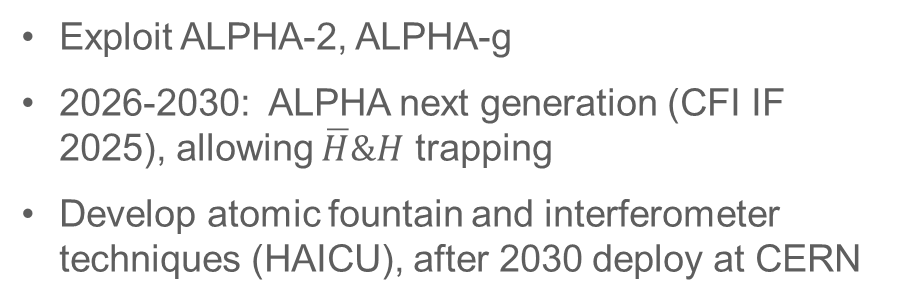 • Exploit ALPHA-2, ALPHA-g
• 2026-2030: ALPHA next generation (CFI IF
2025), allowing H̅&H trapping
• Develop atomic fountain and interferometer
techniques (HAICU), after 2030 deploy at CERN